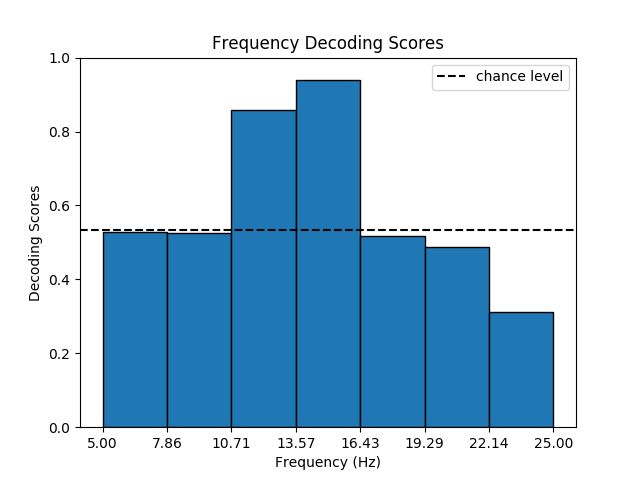 Frequency Decoding Scores
chance level
1.0
0.8
0.6
0.4
0.2
0.0
Decoding Scores
5.00 7.86 10.71 13.57 16.43 19.29 22.14 25.00
Frequency (Hz)